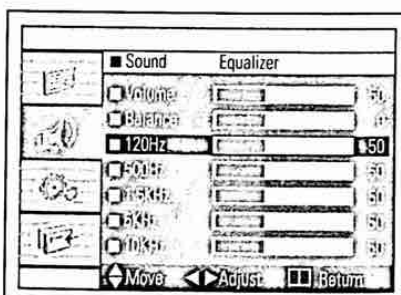 Sound Equalizer
Volume 50
Balance 0
120Hz 50
500Hz 50
1.5KHz 50
5KHz 50
10KHz 50
Move Adjust Return